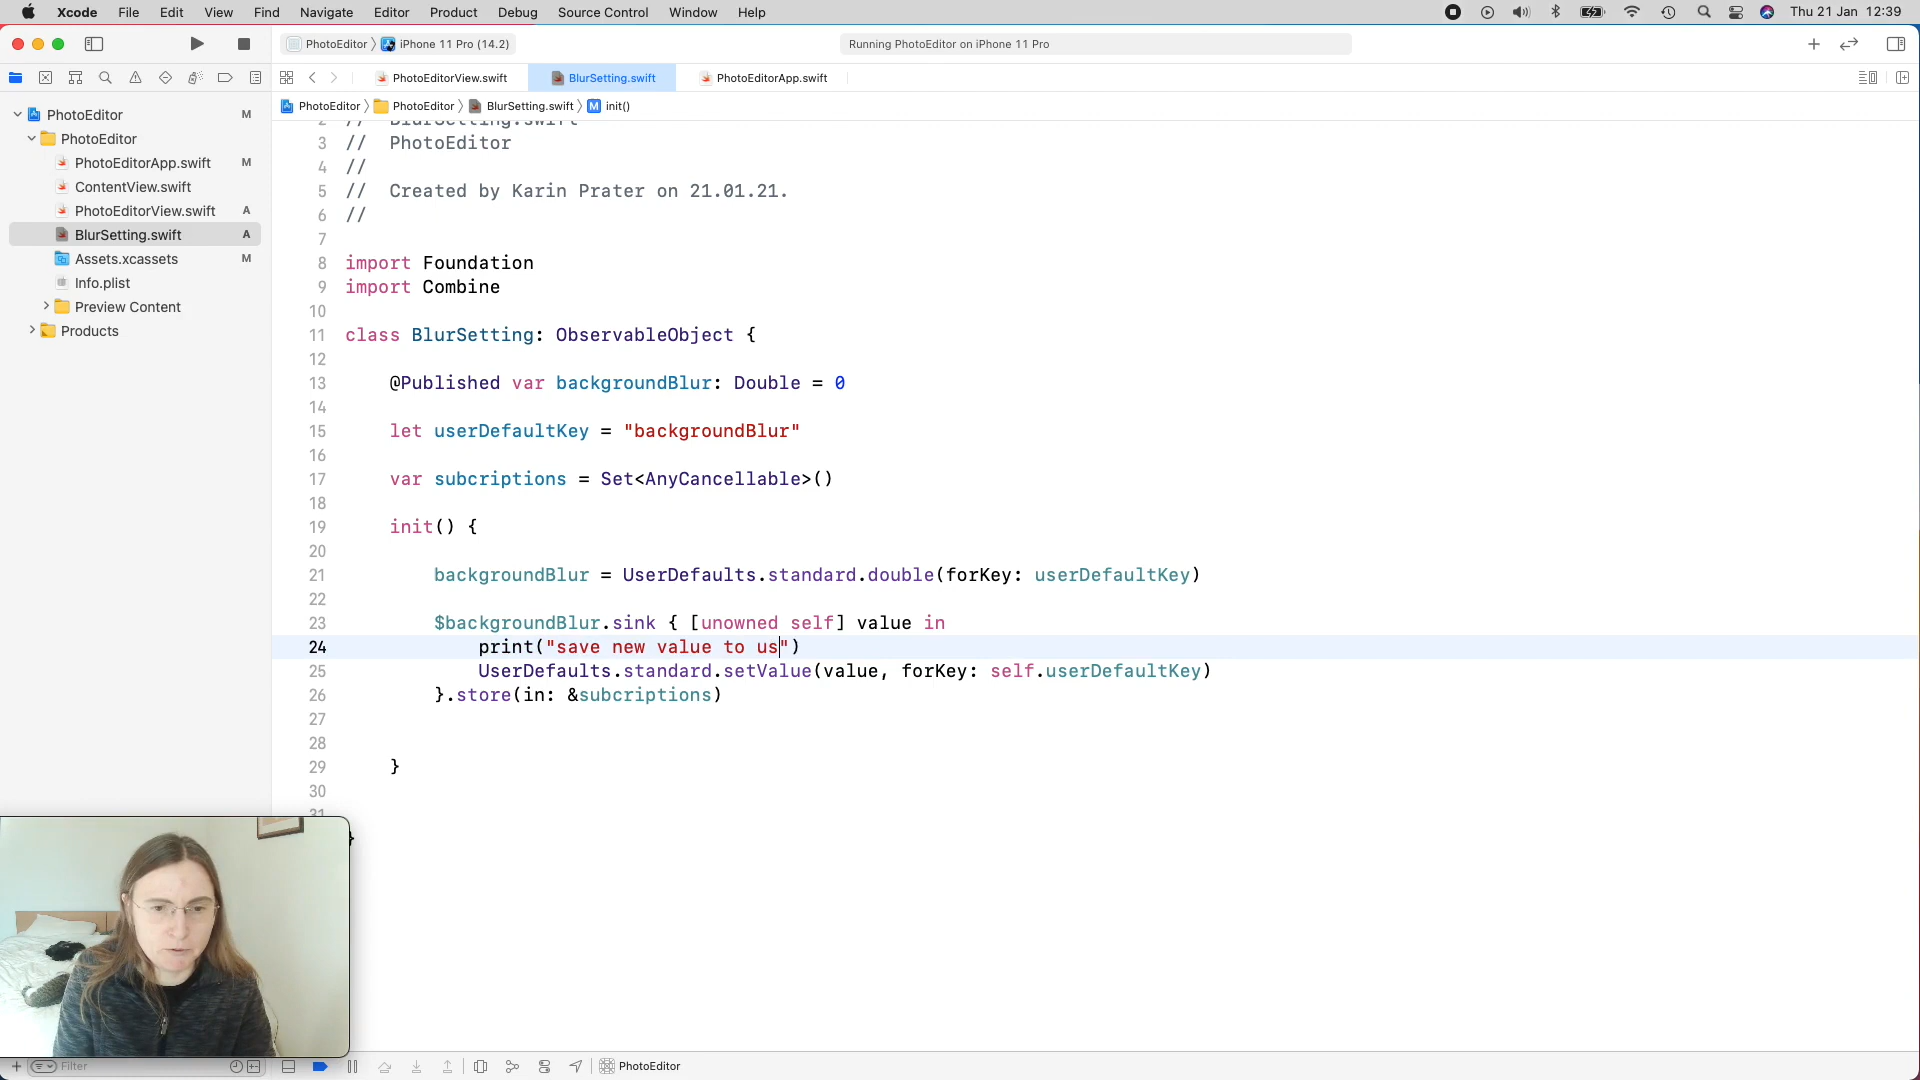 Xcode File Edit View Find Navigate Editor Product Debug Source Control Window Help Thu 21 Jan 12:39
PhotoEditor iPhone 11 Pro (14.2) Running PhotoEditor on iPhone 11 Pro
PhotoEditorView.swift BlurSetting.swift PhotoEditorApp.swift
PhotoEditor PhotoEditor BlurSetting.swift M init()
PhotoEditor M
PhotoEditor
PhotoEditorApp.swift M
ContentView.swift
PhotoEditorView.swift A
BlurSetting.swift A
Assets.xcassets M
Info.plist
Preview Content
Products
2 // BlurSetting.swift
3 // PhotoEditor
4 //
5 // Created by Karin Prater on 21.01.21.
6 //
7
8 import Foundation
9 import Combine
10
11 class BlurSetting: ObservableObject {
12
13 @Published var backgroundBlur: Double = 0
14
15 let userDefaultKey = "backgroundBlur"
16
17 var subcriptions = Set<AnyCancellable>()
18
19 init() {
20
21 backgroundBlur = UserDefaults.standard.double(forKey: userDefaultKey)
22
23 $backgroundBlur.sink { [unowned self] value in
24 print("save new value to us")
25 UserDefaults.standard.setValue(value, forKey: self.userDefaultKey)
26 }.store(in: &subcriptions)
27
28
29 }
30
31
}
Filter PhotoEditor